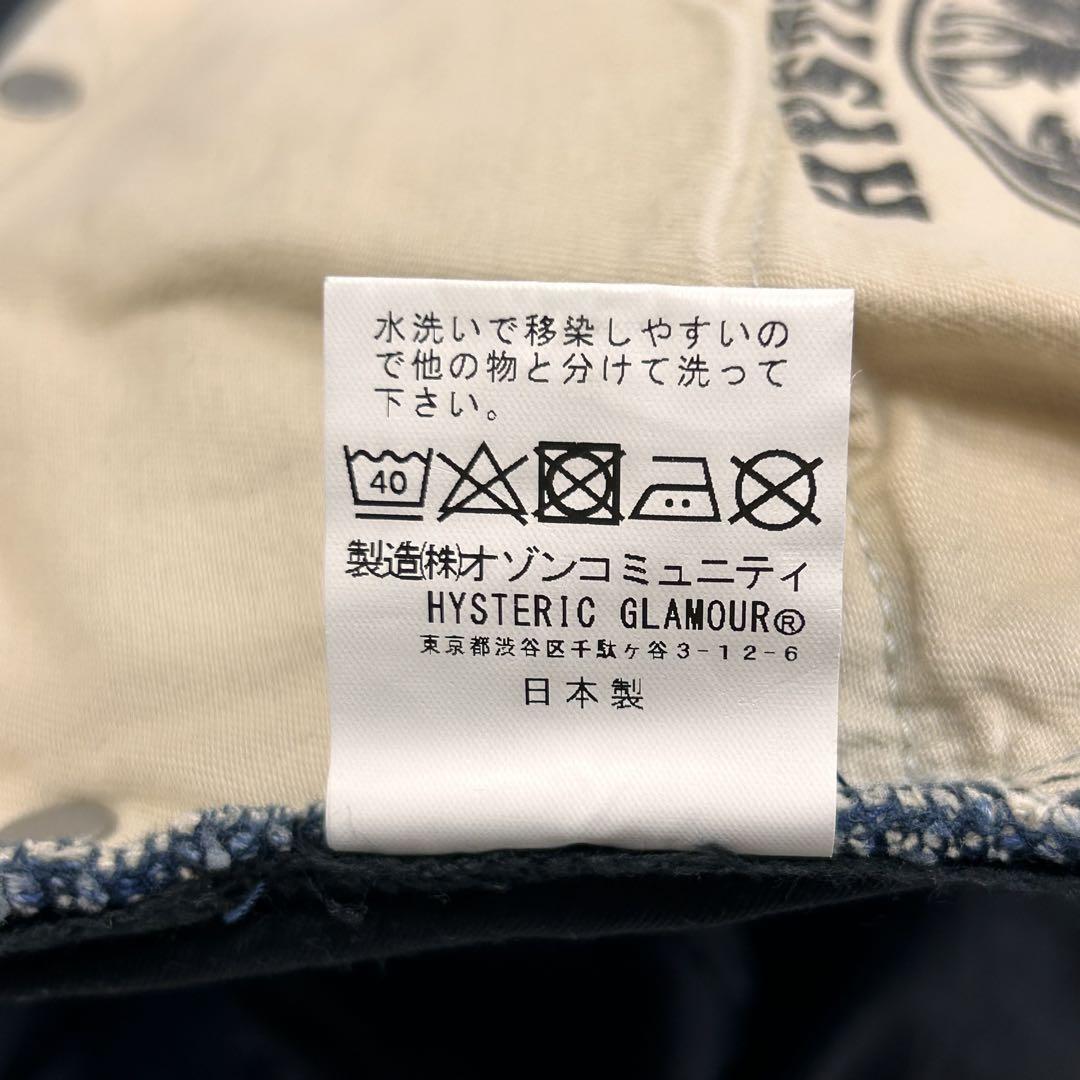 水洗いで移染しやすいの
で他の物と分けて洗って
下さい。
40
製造㈱オゾンコミュニティ
HYSTERIC GLAMOUR®
東京都渋谷区千駄ヶ谷3-12-6
日本製